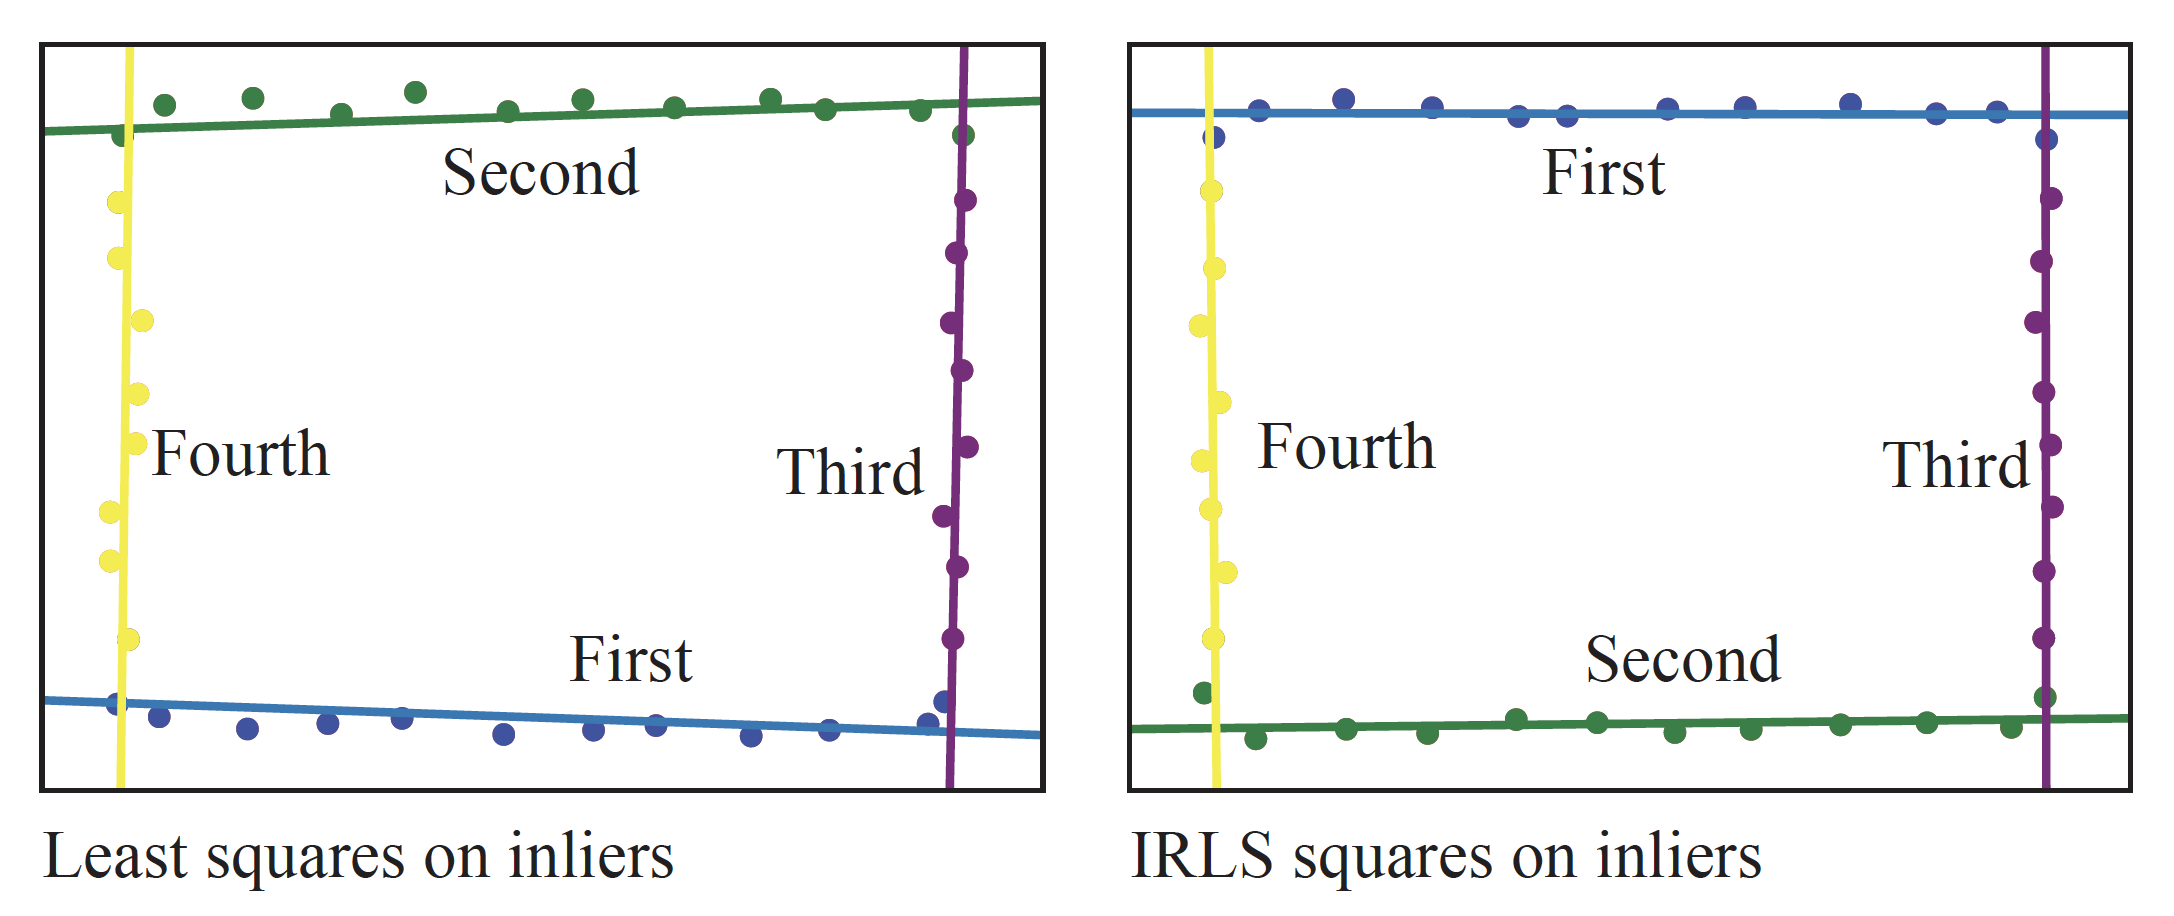 Second
Fourth
Third
First
Least squares on inliers
First
Fourth
Third
Second
IRLS squares on inliers